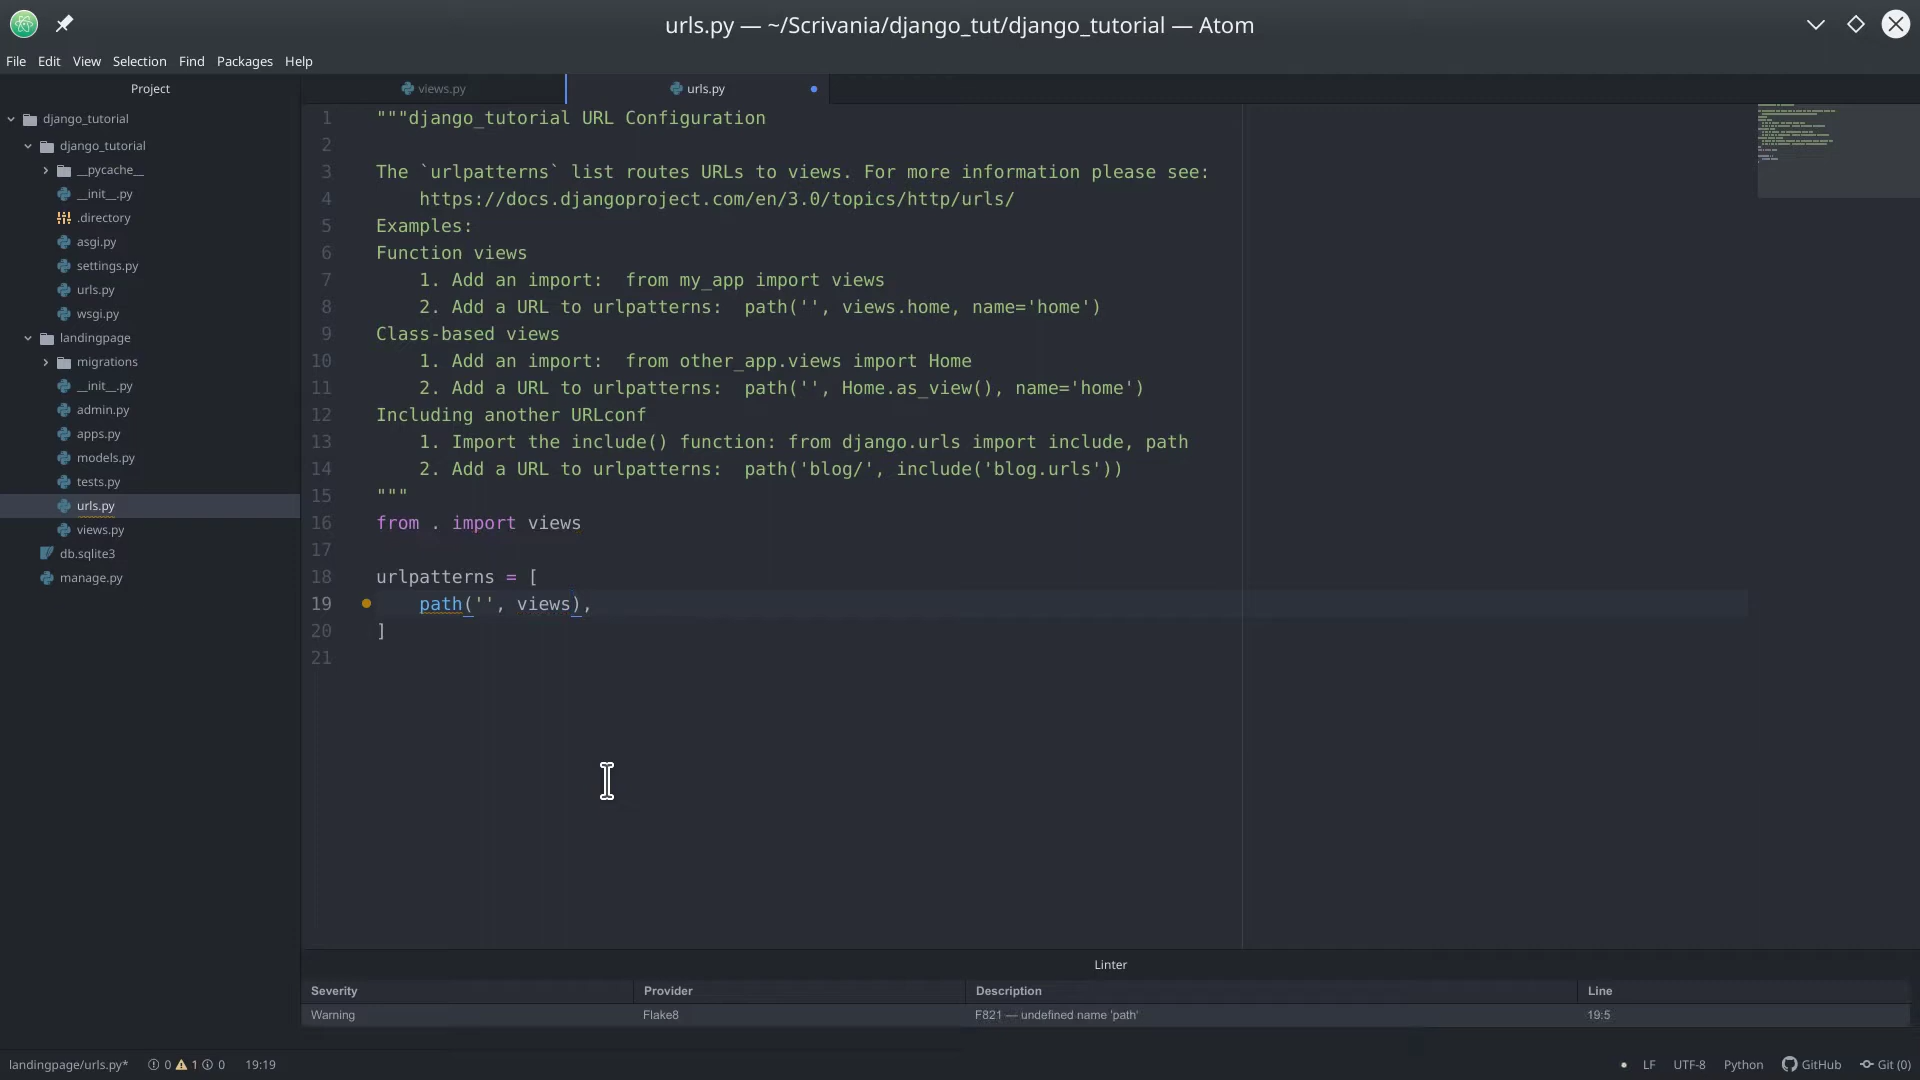 urls.py — ~/Scrivania/django_tut/django_tutorial — Atom
File Edit View Selection Find Packages Help
Project
django_tutorial
django_tutorial
__pycache__
__init__.py
.directory
asgi.py
settings.py
urls.py
wsgi.py
landingpage
migrations
__init__.py
admin.py
apps.py
models.py
tests.py
urls.py
views.py
db.sqlite3
manage.py
views.py urls.py
1 """django_tutorial URL Configuration
2
3 The `urlpatterns` list routes URLs to views. For more information please see:
4 https://docs.djangoproject.com/en/3.0/topics/http/urls/
5 Examples:
6 Function views
7 1. Add an import:  from my_app import views
8 2. Add a URL to urlpatterns:  path('', views.home, name='home')
9 Class-based views
10 1. Add an import:  from other_app.views import Home
11 2. Add a URL to urlpatterns:  path('', Home.as_view(), name='home')
12 Including another URLconf
13 1. Import the include() function: from django.urls import include, path
14 2. Add a URL to urlpatterns:  path('blog/', include('blog.urls'))
15 """
16 from . import views
17
18 urlpatterns = [
19 path('', views),
20 ]
21
Linter
Severity Provider Description Line
Warning Flake8 F821 — undefined name 'path' 19:5
landingpage/urls.py* 0 1 0 19:19 LF UTF-8 Python GitHub Git (0)